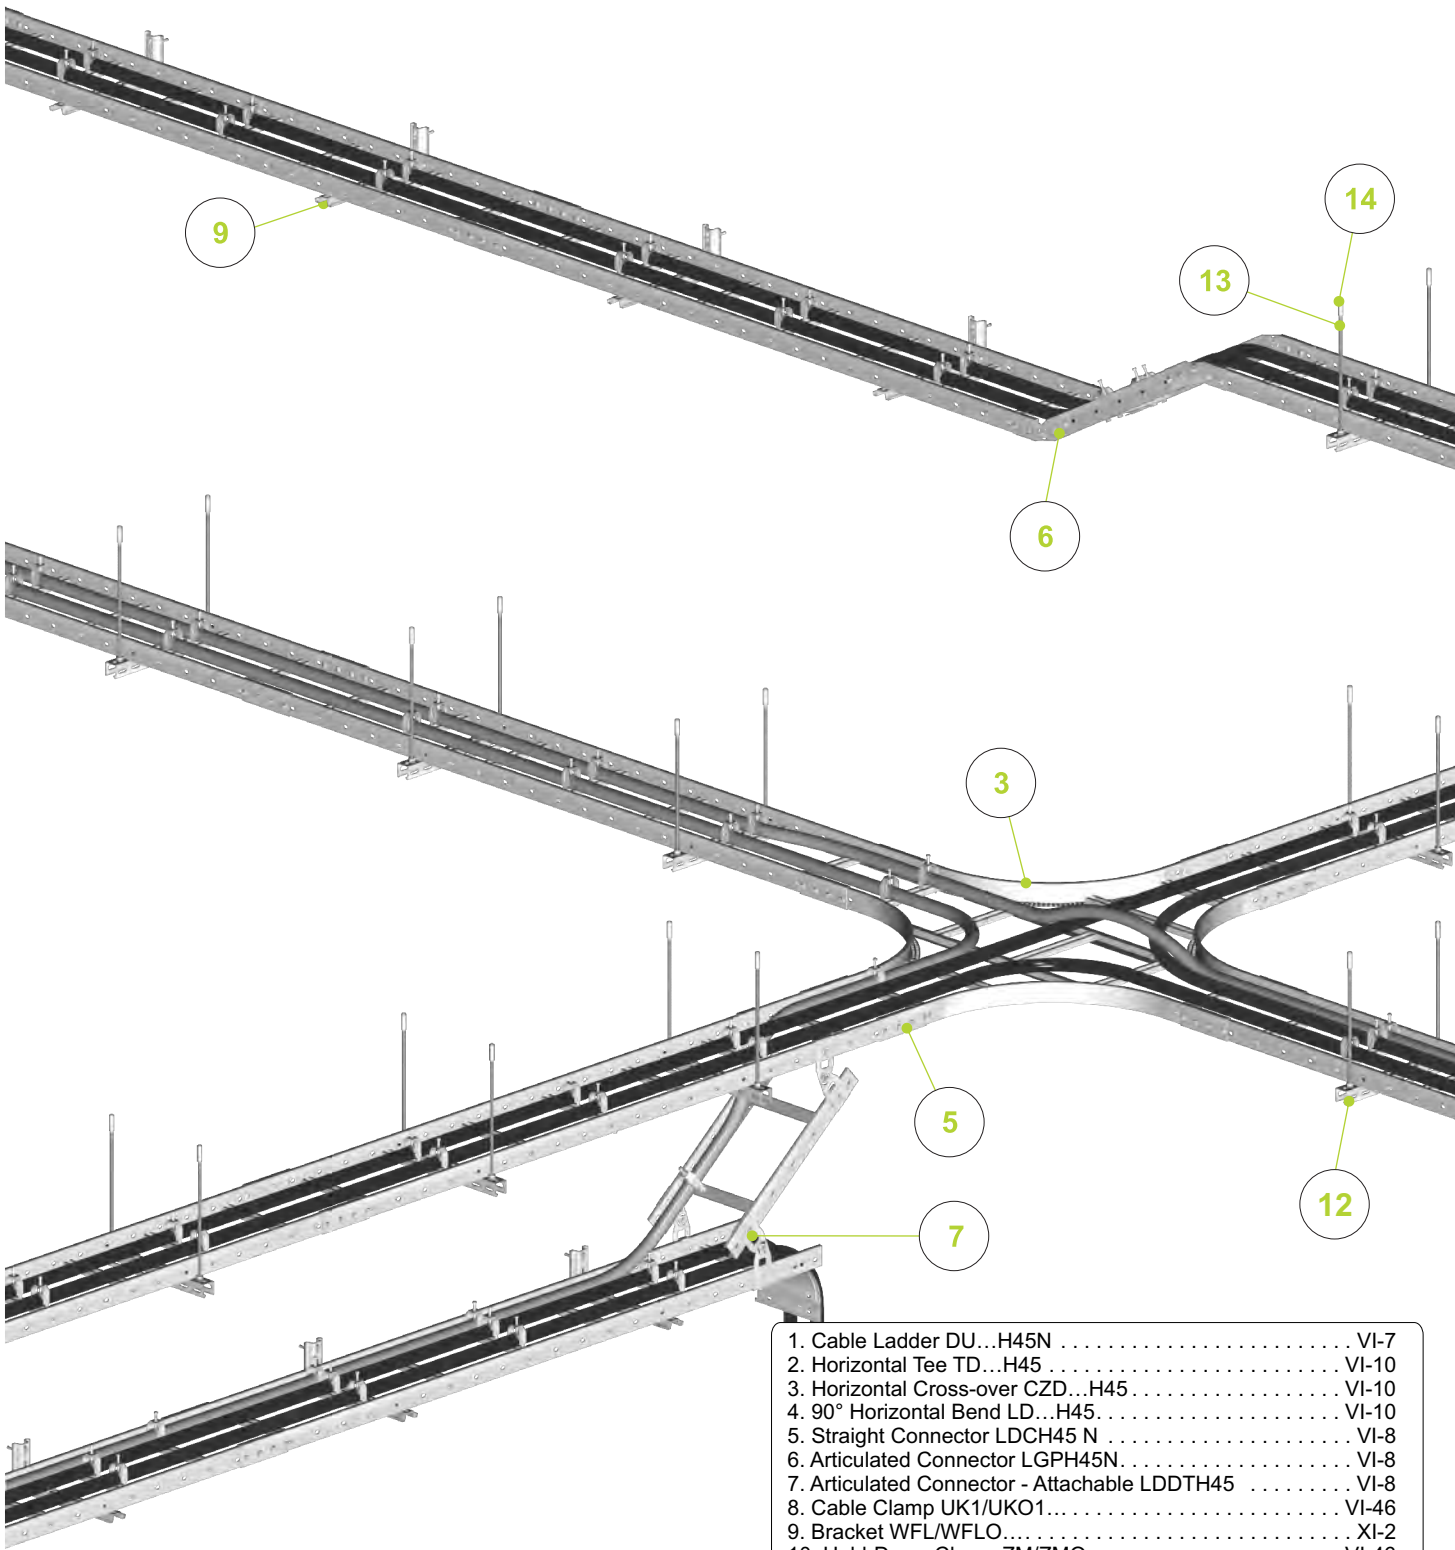 14
13
9
6
3
5
12
7
1. Cable Ladder DU...H45N . . . . . . . . . . . . . . . . . . . . . . . . . VI-7
2. Horizontal Tee TD...H45 . . . . . . . . . . . . . . . . . . . . . . . . . VI-10
3. Horizontal Cross-over CZD...H45 . . . . . . . . . . . . . . . . . . VI-10
4. 90° Horizontal Bend LD...H45. . . . . . . . . . . . . . . . . . . . . VI-10
5. Straight Connector LDCH45 N . . . . . . . . . . . . . . . . . . . . . VI-8
6. Articulated Connector LGPH45N. . . . . . . . . . . . . . . . . . . . VI-8
7. Articulated Connector - Attachable LDDTH45 . . . . . . . . . VI-8
8. Cable Clamp UK1/UKO1... . . . . . . . . . . . . . . . . . . . . . . . VI-46
9. Bracket WFL/WFLO.... . . . . . . . . . . . . . . . . . . . . . . . . . . XI-2